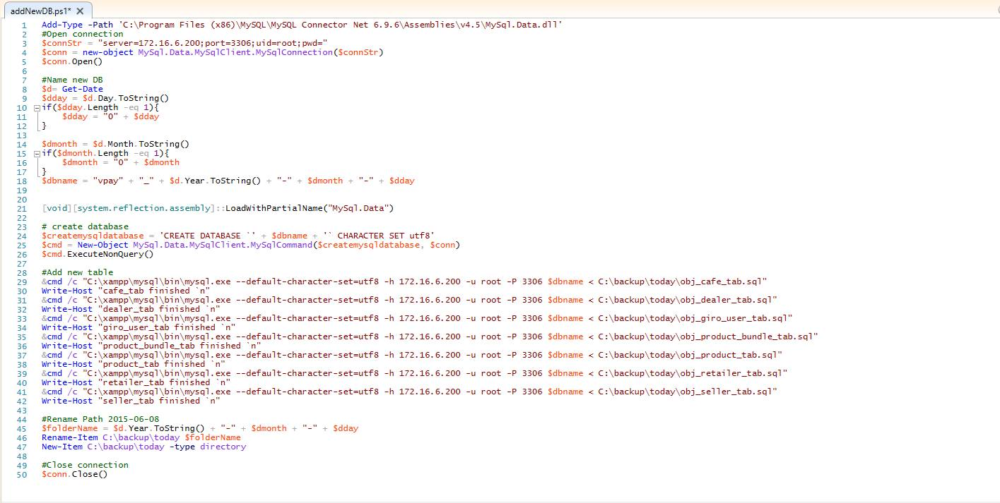 addNewDB.ps1* X
1 Add-Type -Path 'C:\Program Files (x86)\MySQL\MySQL Connector Net 6.9.6\Assemblies\v4.5\MySql.Data.dll'
2 #Open connection
3 $connStr = "server=172.16.6.200;port=3306;uid=root;pwd="
4 $conn = new-object MySql.Data.MySqlClient.MySqlConnection($connStr)
5 $conn.Open()
6
7 #Name new DB
8 $d= Get-Date
9 $dday = $d.Day.ToString()
10 if($dday.Length -eq 1){
11     $dday = "0" + $dday
12 }
13
14 $dmonth = $d.Month.ToString()
15 if($dmonth.Length -eq 1){
16     $dmonth = "0" + $dmonth
17 }
18 $dbname = "vpay" + "_" + $d.Year.ToString() + "-" + $dmonth + "-" + $dday
19
20
21 [void][system.reflection.assembly]::LoadWithPartialName("MySql.Data")
22
23 # create database
24 $createmysqldatabase = 'CREATE DATABASE `' + $dbname + '` CHARACTER SET utf8'
25 $cmd = New-Object MySql.Data.MySqlClient.MySqlCommand($createmysqldatabase, $conn)
26 $cmd.ExecuteNonQuery()
27
28 #Add new table
29 &cmd /c "C:\xampp\mysql\bin\mysql.exe --default-character-set=utf8 -h 172.16.6.200 -u root -P 3306 $dbname < C:\backup\today\obj_cafe_tab.sql"
30 Write-Host "cafe_tab finished `n"
31 &cmd /c "C:\xampp\mysql\bin\mysql.exe --default-character-set=utf8 -h 172.16.6.200 -u root -P 3306 $dbname < C:\backup\today\obj_dealer_tab.sql"
32 Write-Host "dealer_tab finished `n"
33 &cmd /c "C:\xampp\mysql\bin\mysql.exe --default-character-set=utf8 -h 172.16.6.200 -u root -P 3306 $dbname < C:\backup\today\obj_giro_user_tab.sql"
34 Write-Host "giro_user_tab finished `n"
35 &cmd /c "C:\xampp\mysql\bin\mysql.exe --default-character-set=utf8 -h 172.16.6.200 -u root -P 3306 $dbname < C:\backup\today\obj_product_bundle_tab.sql"
36 Write-Host "product_bundle_tab finished `n"
37 &cmd /c "C:\xampp\mysql\bin\mysql.exe --default-character-set=utf8 -h 172.16.6.200 -u root -P 3306 $dbname < C:\backup\today\obj_product_tab.sql"
38 Write-Host "product_tab finished `n"
39 &cmd /c "C:\xampp\mysql\bin\mysql.exe --default-character-set=utf8 -h 172.16.6.200 -u root -P 3306 $dbname < C:\backup\today\obj_retailer_tab.sql"
40 Write-Host "retailer_tab finished `n"
41 &cmd /c "C:\xampp\mysql\bin\mysql.exe --default-character-set=utf8 -h 172.16.6.200 -u root -P 3306 $dbname < C:\backup\today\obj_seller_tab.sql"
42 Write-Host "seller_tab finished `n"
43
44 #Rename Path 2015-06-08
45 $folderName = $d.Year.ToString() + "-" + $dmonth + "-" + $dday
46 Rename-Item C:\backup\today $folderName
47 New-Item C:\backup\today -type directory
48
49 #Close connection
50 $conn.Close()